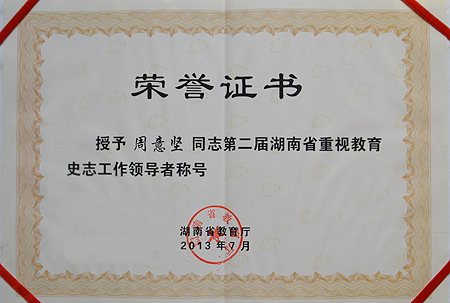 荣誉证书
授予 周意坚 同志第二届湖南省重视教育
史志工作领导者称号
湖南省教育厅
2013年7月